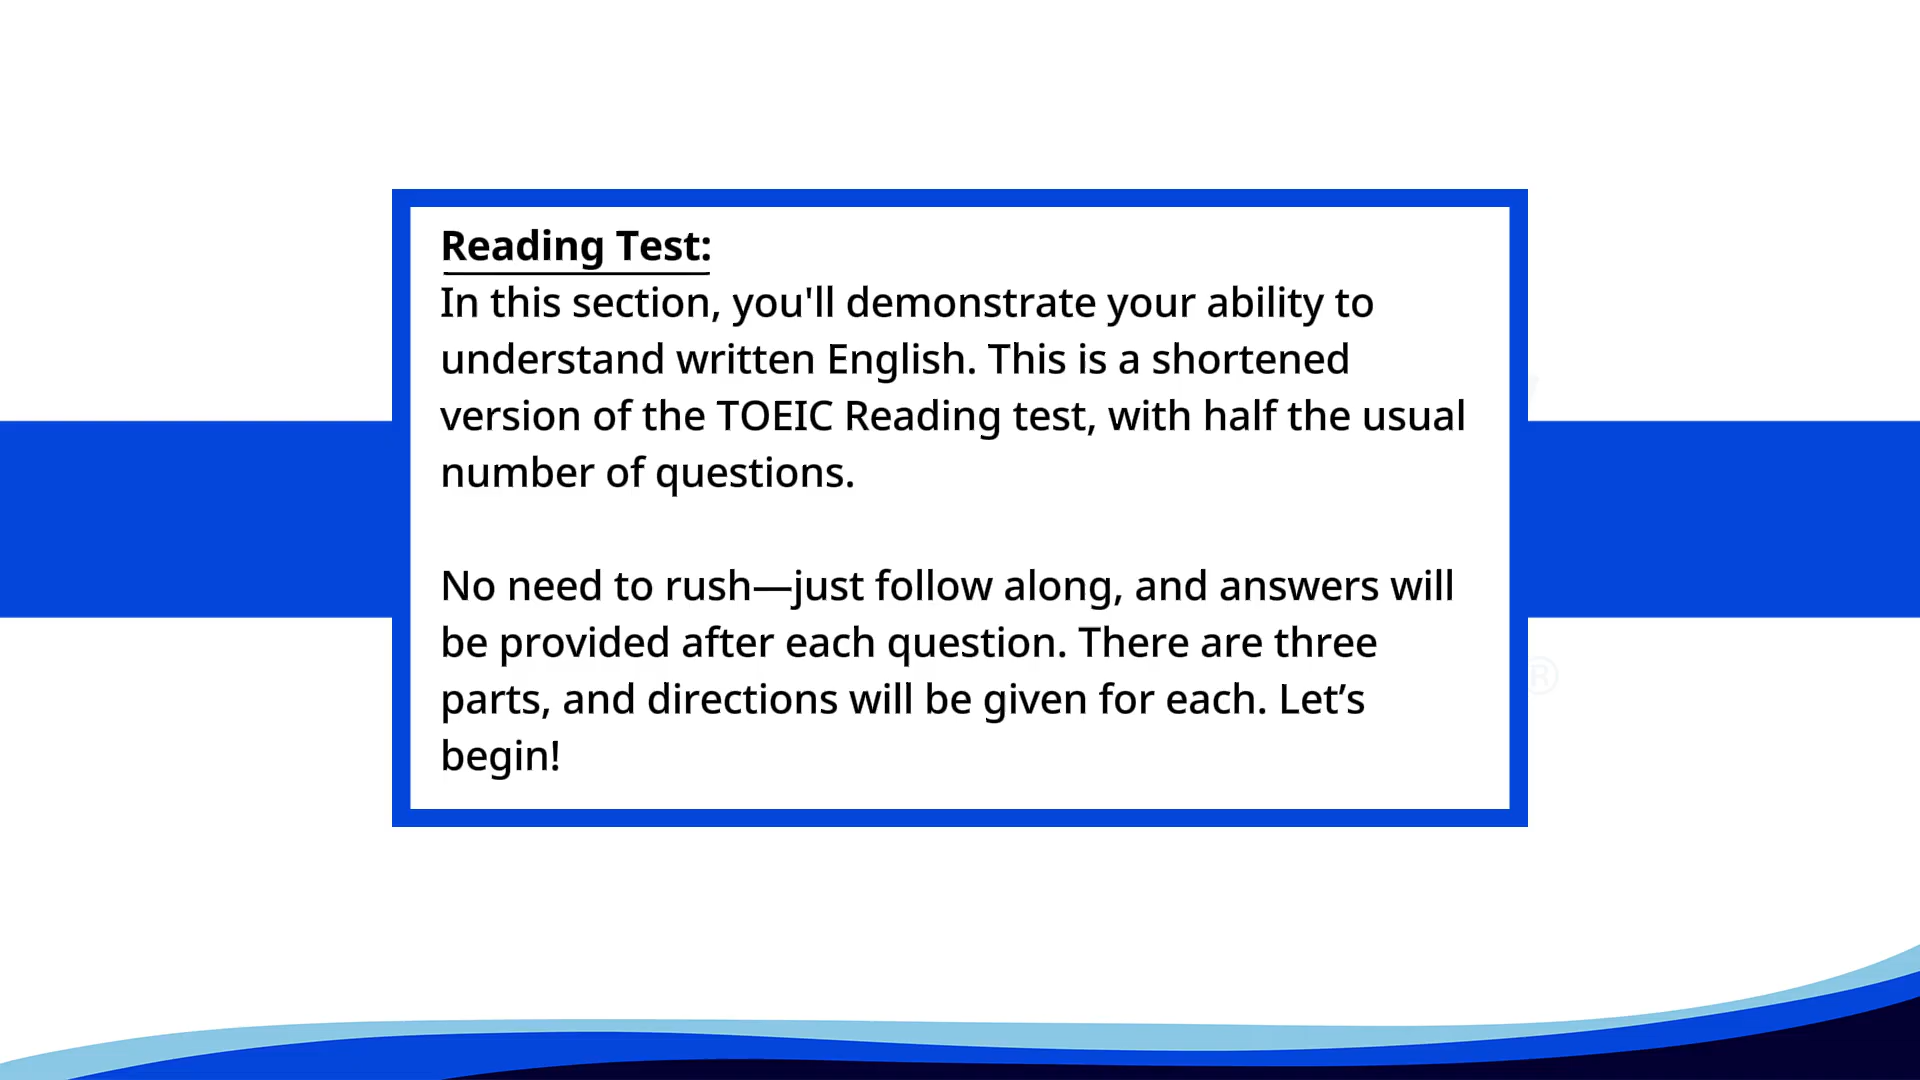 Reading Test:
In this section, you'll demonstrate your ability to
understand written English. This is a shortened
version of the TOEIC Reading test, with half the usual
number of questions.
No need to rush—just follow along, and answers will
be provided after each question. There are three
parts, and directions will be given for each. Let’s
begin!
®